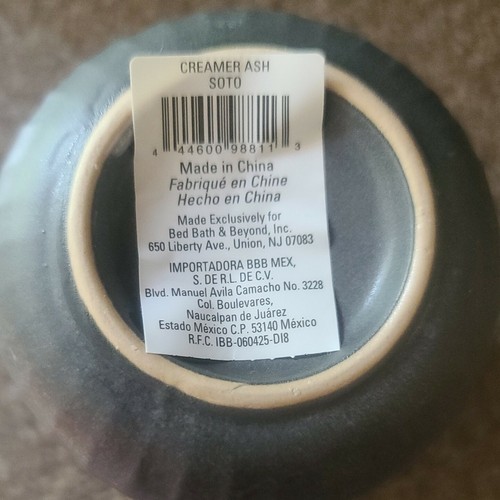 CREAMER ASH
SOTO
4 44600 98811 3
Made in China
Fabriqué en Chine
Hecho en China
Made Exclusively for
Bed Bath & Beyond, Inc.
650 Liberty Ave., Union, NJ 07083
IMPORTADORA BBB MEX,
S. DE R.L. DE C.V.
Blvd. Manuel Avila Camacho No. 3228
Col. Boulevares,
Naucalpan de Juárez
Estado México C.P. 53140 México
R.F.C. IBB-060425-DI8